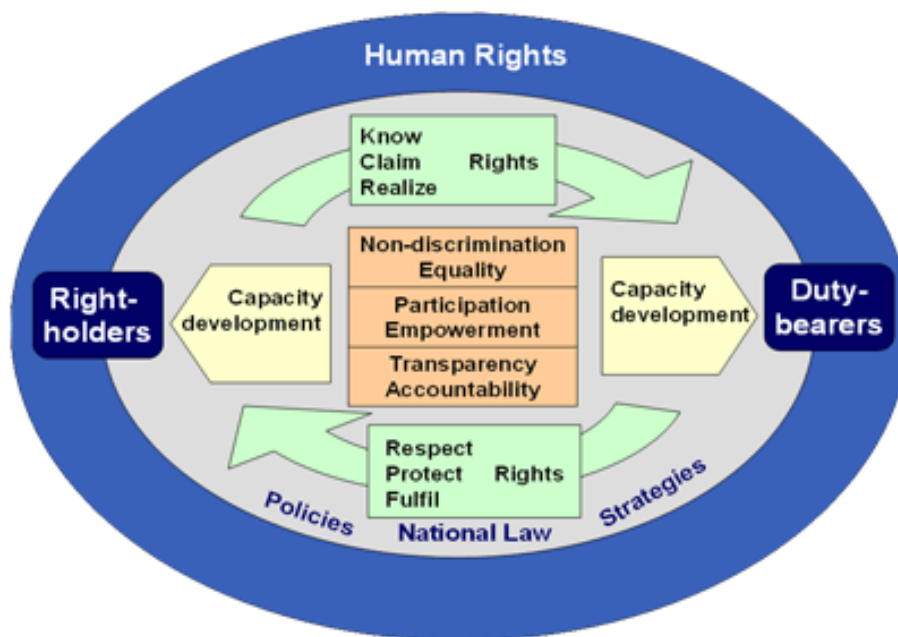 Human Rights
Know
Claim Rights
Realize
Non-discrimination
Equality
Right-
holders
Capacity
development
Participation
Empowerment
Capacity
development
Duty-
bearers
Transparency
Accountability
Respect
Protect Rights
Fulfil
Policies
National Law
Strategies